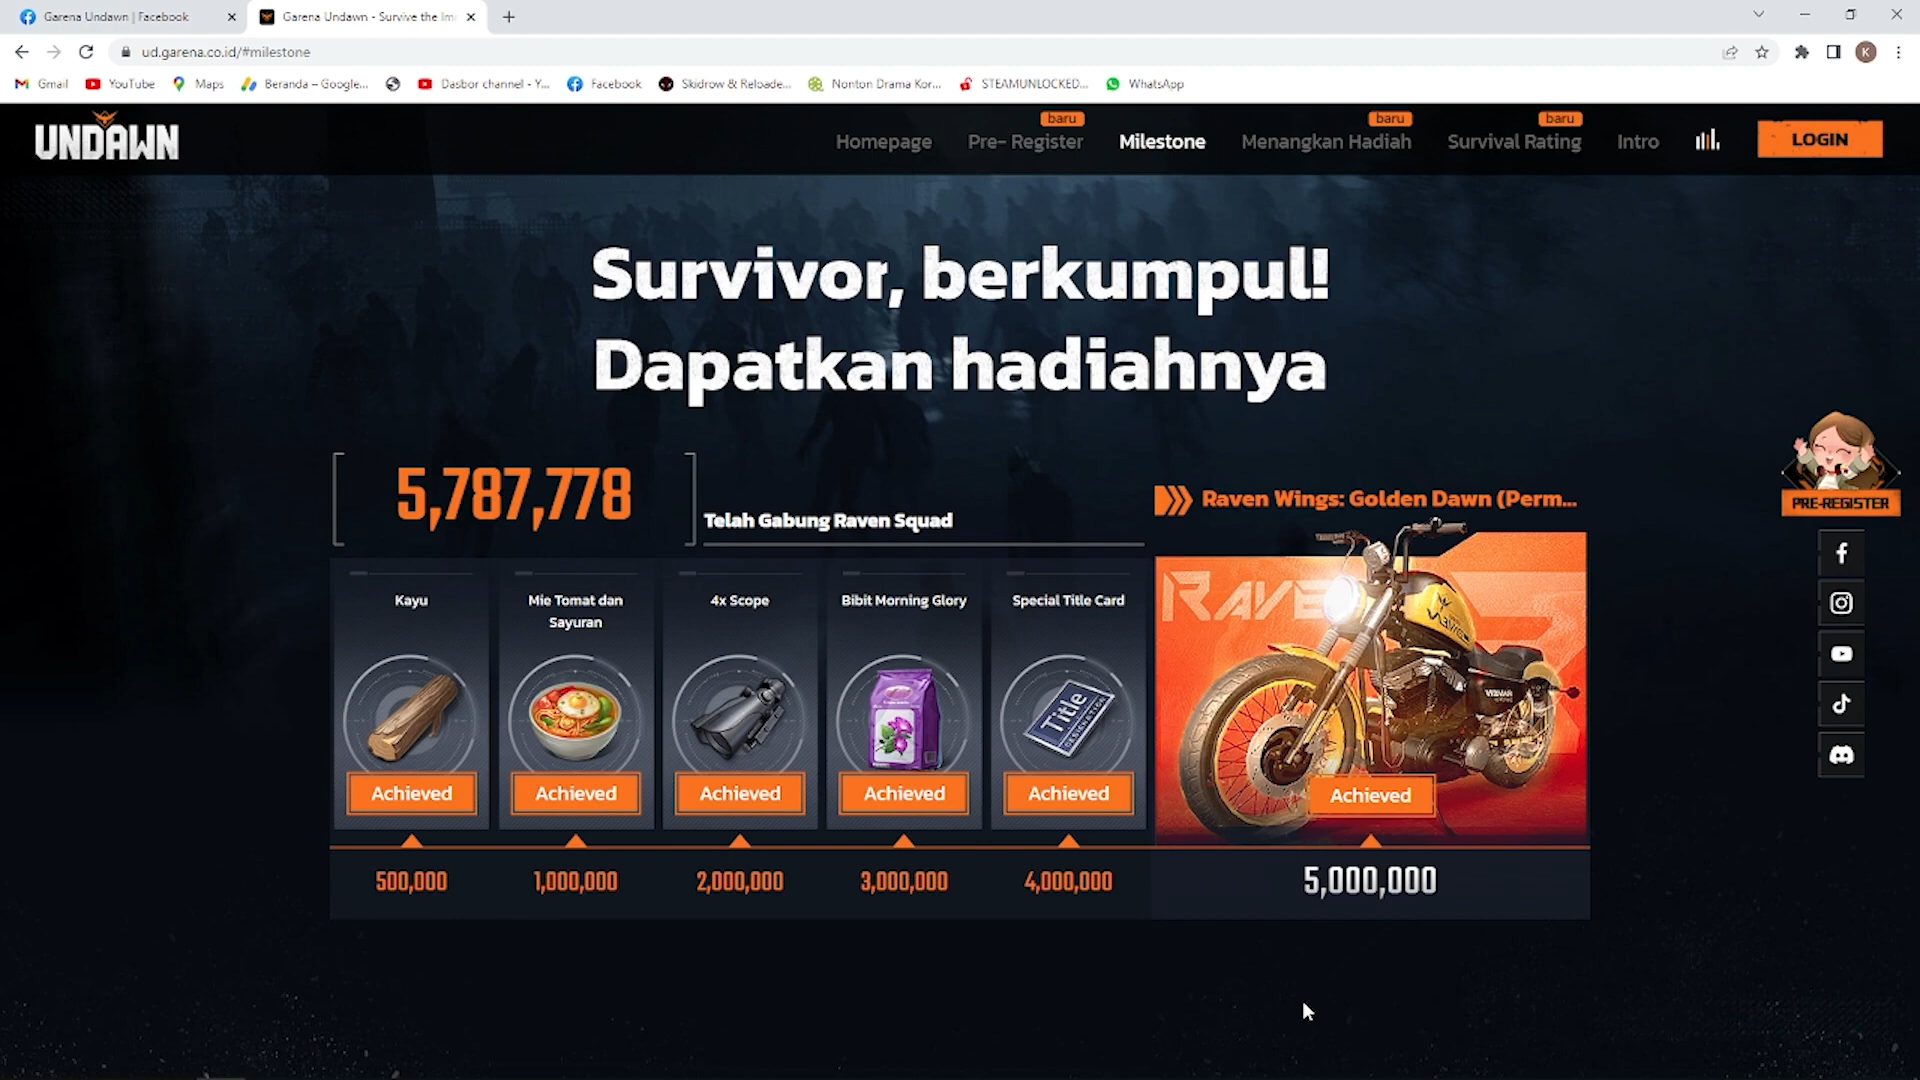 Garena Undawn | Facebook
Garena Undawn - Survive the Im
ud.garena.co.id/#milestone
K
Gmail
YouTube
Maps
Beranda – Google...
Dasbor channel - Y...
Facebook
Skidrow & Reloade...
Nonton Drama Kor...
STEAMUNLOCKED...
WhatsApp
UNDAWN
Homepage
baru
Pre- Register
Milestone
baru
Menangkan Hadiah
baru
Survival Rating
Intro
LOGIN
Survivor, berkumpul!
Dapatkan hadiahnya
5,787,778
Telah Gabung Raven Squad
Raven Wings: Golden Dawn (Perm...
Kayu
Mie Tomat dan
Sayuran
4x Scope
Bibit Morning Glory
Special Title Card
Title
DESIGNATION
RAVE
Achieved
Achieved
Achieved
Achieved
Achieved
Achieved
500,000
1,000,000
2,000,000
3,000,000
4,000,000
5,000,000
PRE-REGISTER